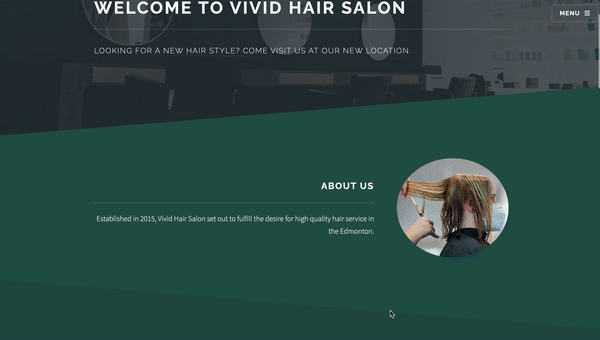 WELCOME TO VIVID HAIR SALON
MENU
LOOKING FOR A NEW HAIR STYLE? COME VISIT US AT OUR NEW LOCATION.
ABOUT US
Established in 2015, Vivid Hair Salon set out to fulfill the desire for high quality hair service in
the Edmonton.